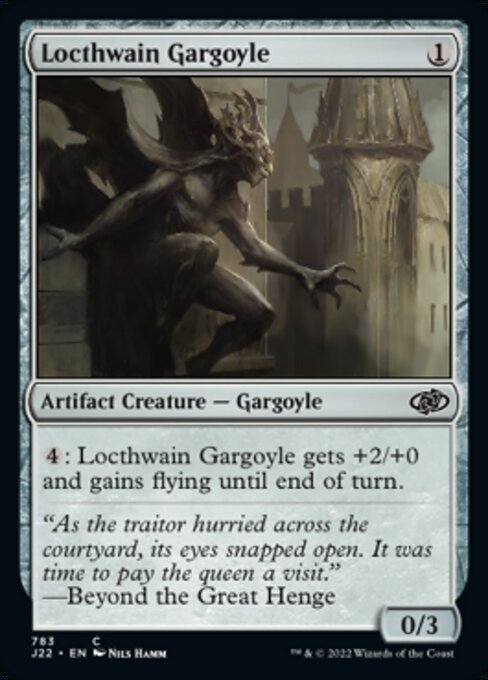 Locthwain Gargoyle 1
Artifact Creature — Gargoyle
4: Locthwain Gargoyle gets +2/+0
and gains flying until end of turn.
“As the traitor hurried across the
courtyard, its eyes snapped open. It was
time to pay the queen a visit.”
—Beyond the Great Henge
0/3
783 C
J22 • EN NILS HAMM
™ & © 2022 Wizards of the Coast